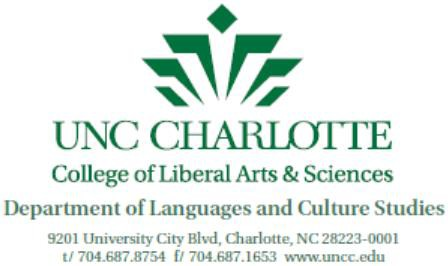 UNC CHARLOTTE
College of Liberal Arts & Sciences
Department of Languages and Culture Studies
9201 University City Blvd, Charlotte, NC 28223-0001
t/ 704.687.8754 f/ 704.687.1653 www.uncc.edu